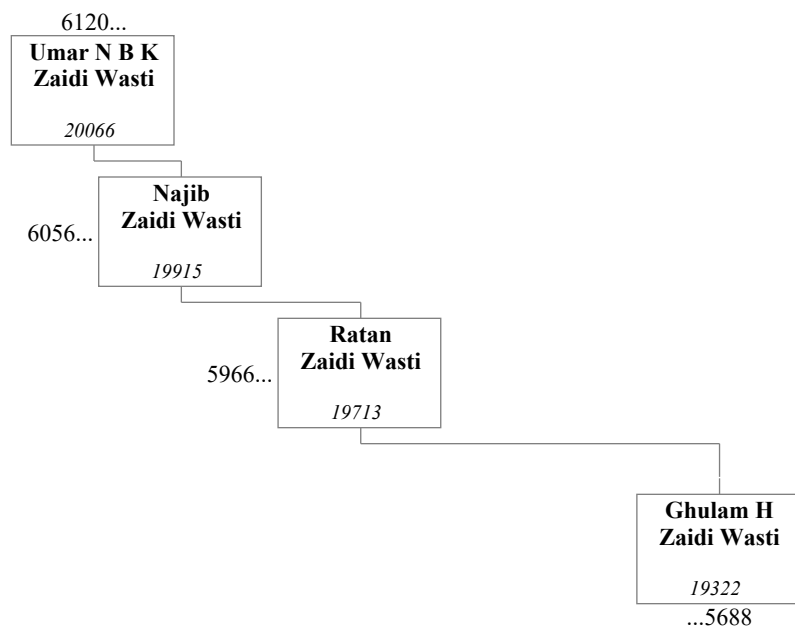 6120...
Umar N B K
Zaidi Wasti
20066
Najib
Zaidi Wasti
6056...
19915
Ratan
Zaidi Wasti
5966...
19713
Ghulam H
Zaidi Wasti
19322
...5688